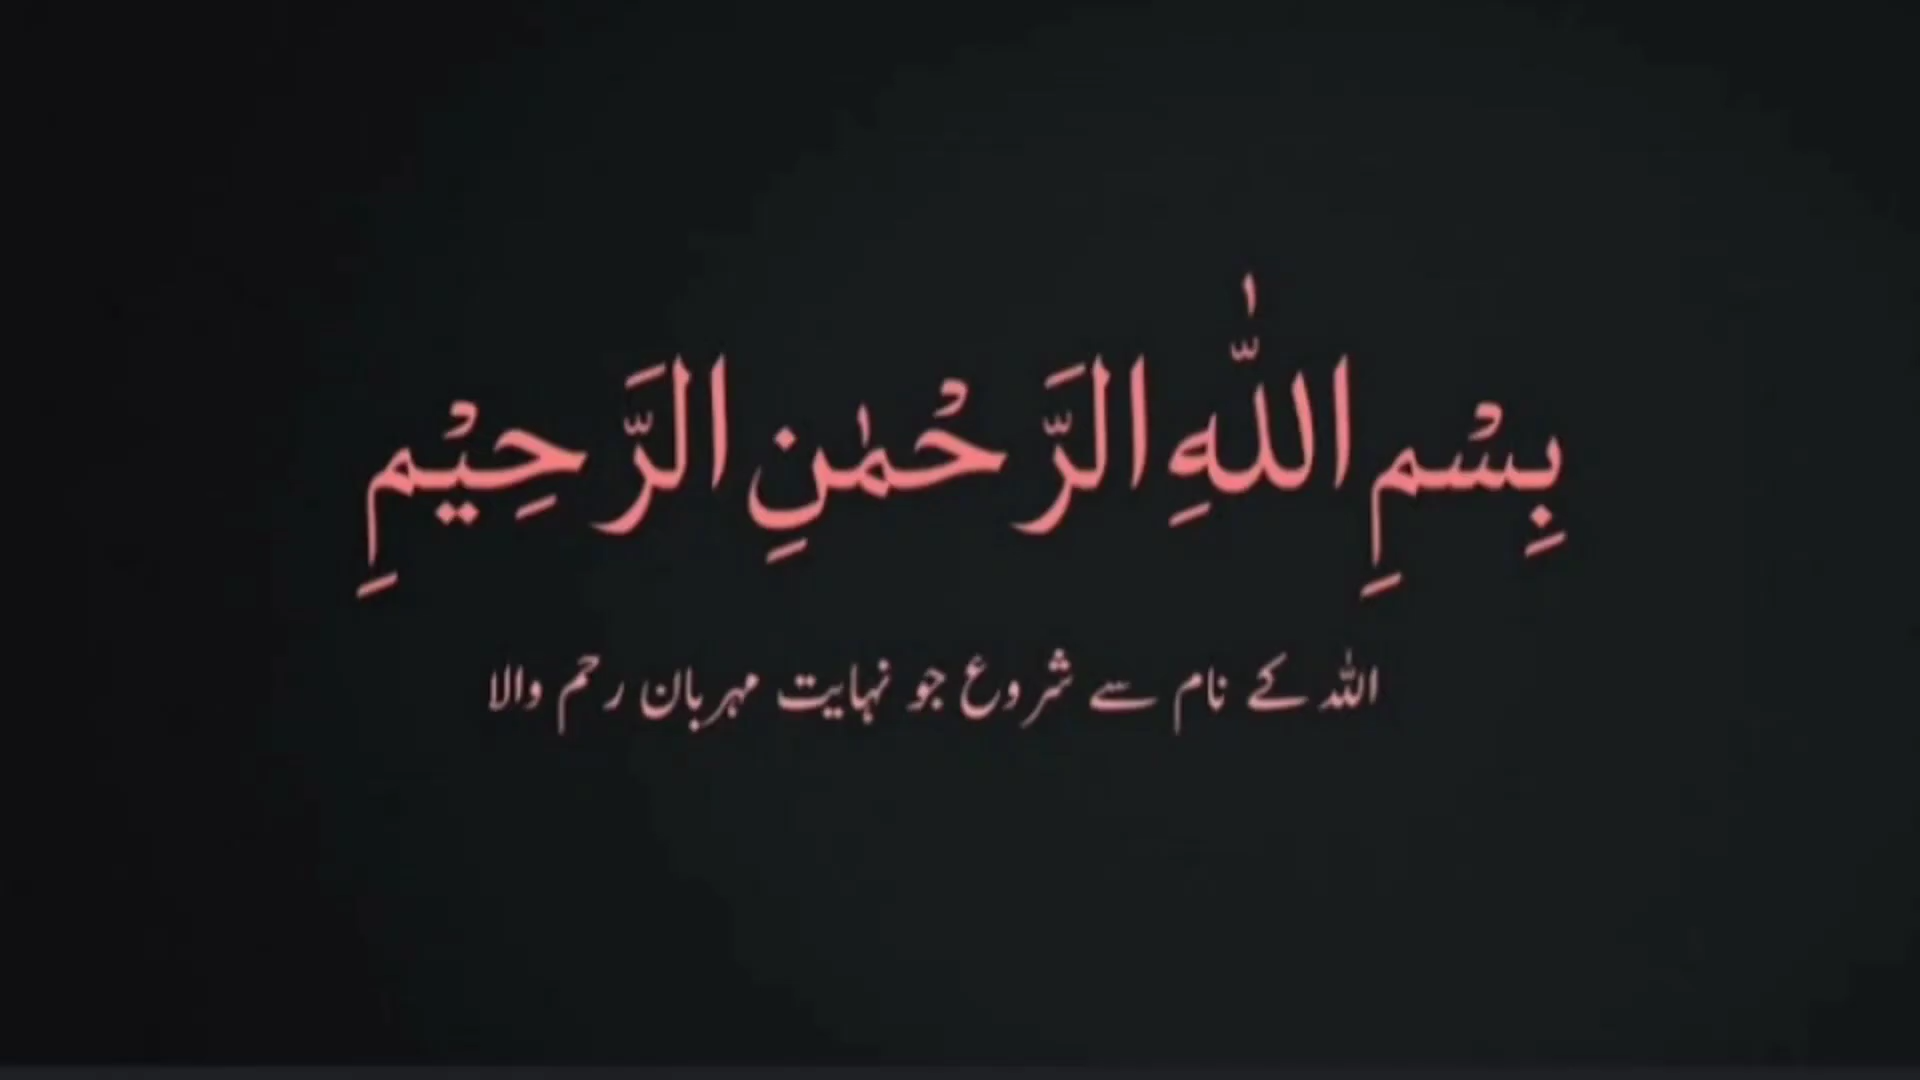 بِسْمِ اللّٰهِ الرَّحْمٰنِ الرَّحِيْمِ
اللہ کے نام سے شروع جو نہایت مہربان رحم والا